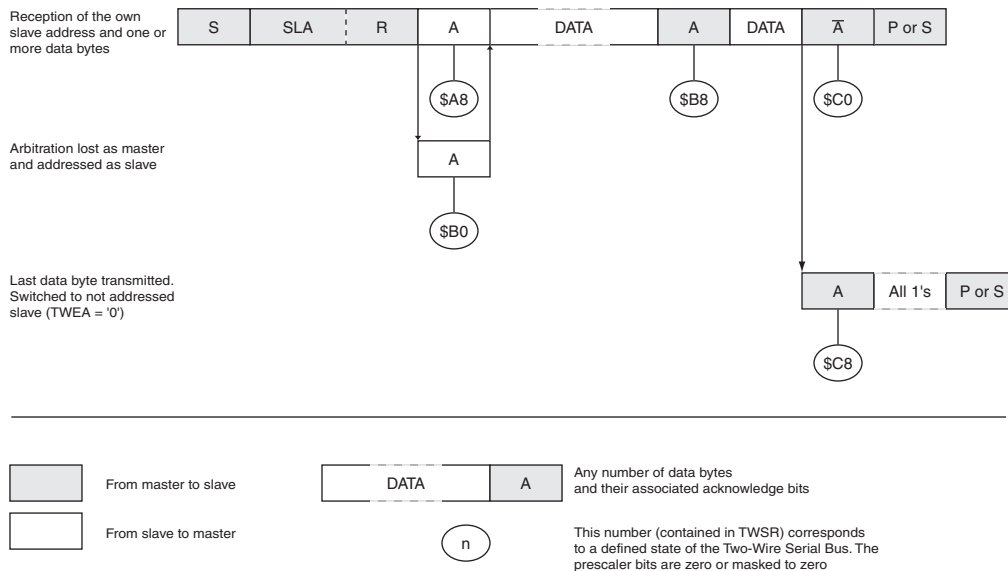 Reception of the own
slave address and one or
more data bytes
S SLA R A DATA A DATA A̅ P or S
$A8 $B8 $C0
Arbitration lost as master
and addressed as slave
A
$B0
Last data byte transmitted.
Switched to not addressed
slave (TWEA = '0')
A All 1's P or S
$C8
From master to slave
DATA A
Any number of data bytes
and their associated acknowledge bits
From slave to master
n
This number (contained in TWSR) corresponds
to a defined state of the Two-Wire Serial Bus. The
prescaler bits are zero or masked to zero